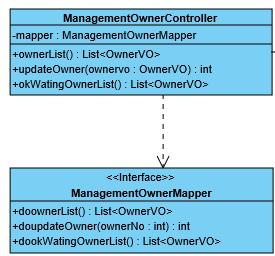 ManagementOwnerController
-mapper : ManagementOwnerMapper
+ownerList() : List<OwnerVO>
+updateOwner(ownervo : OwnerVO) : int
+okWatingOwnerList() : List<OwnerVO>
<<Interface>>
ManagementOwnerMapper
+doownerList() : List<OwnerVO>
+doupdateOwner(ownerNo : int) : int
+dookWatingOwnerList() : List<OwnerVO>